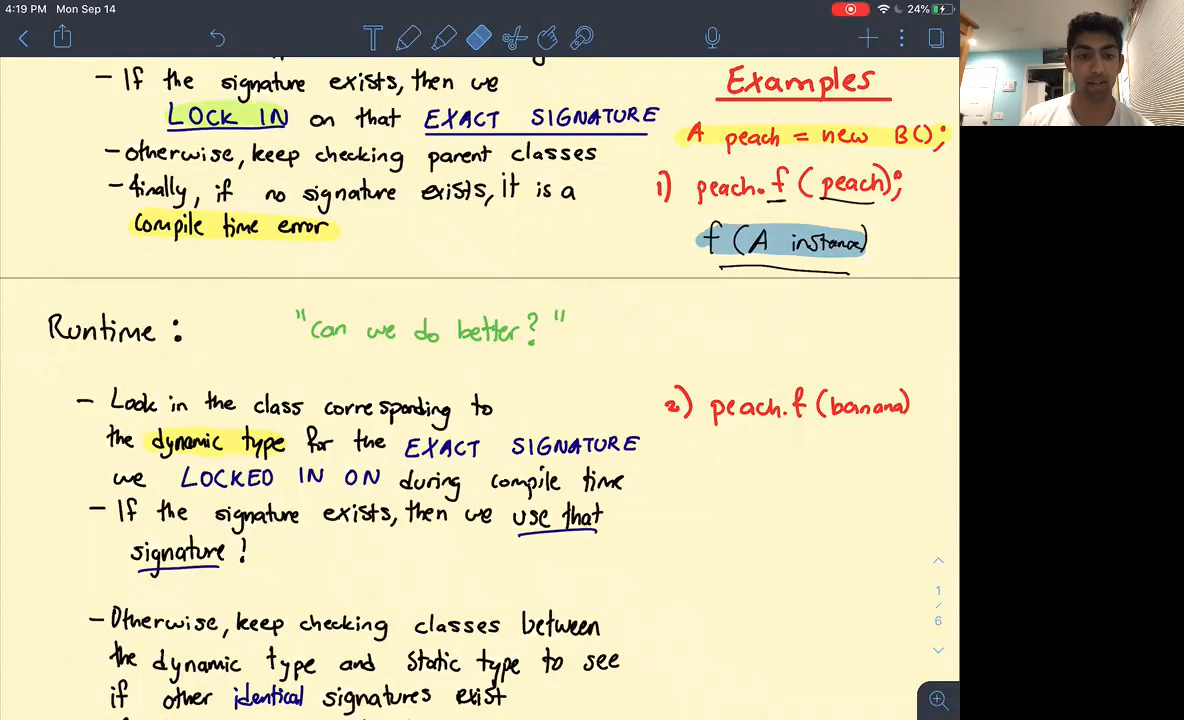 4:19 PM Mon Sep 14
24%
- If the signature exists, then we
LOCK IN on that EXACT SIGNATURE
- otherwise, keep checking parent classes
- finally, if no signature exists, it is a
compile time error
Examples
A peach = new B();
1) peach.f(peach);
f(A instance)
Runtime: "can we do better?"
- Look in the class corresponding to
the dynamic type for the EXACT SIGNATURE
we LOCKED IN ON during compile time
- If the signature exists, then we use that
signature!
2) peach.f(banana)
- Otherwise, keep checking classes between
the dynamic type and static type to see
if other identical signatures exist
1
/
6